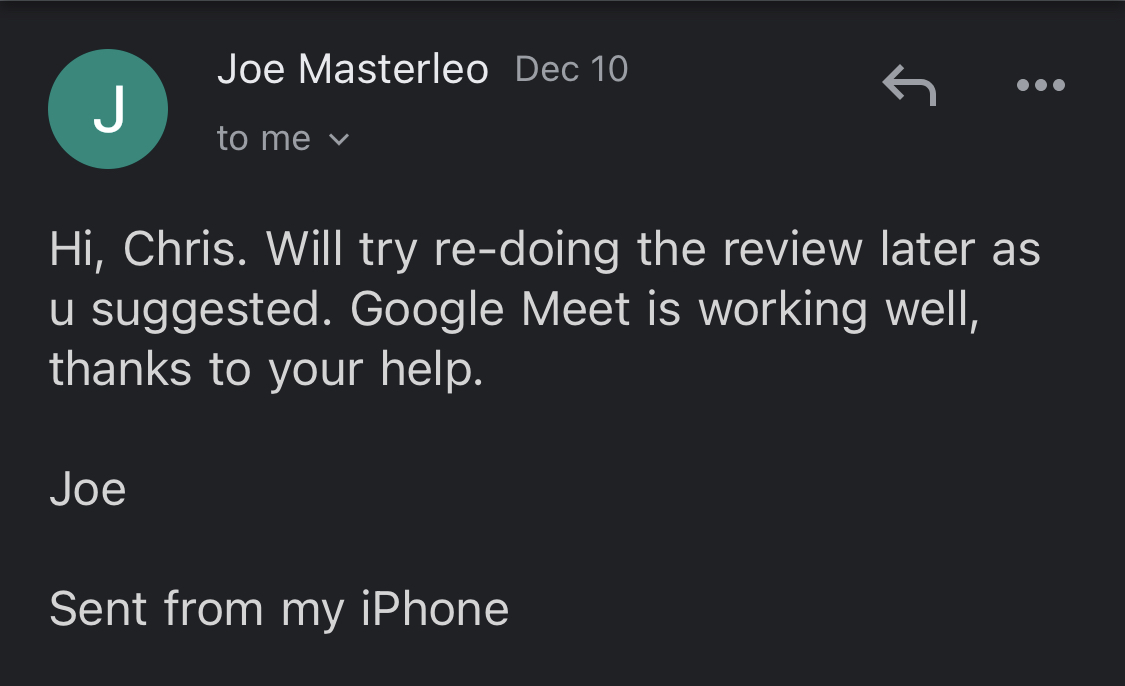 J
Joe Masterleo Dec 10
to me
Hi, Chris. Will try re-doing the review later as
u suggested. Google Meet is working well,
thanks to your help.
Joe
Sent from my iPhone